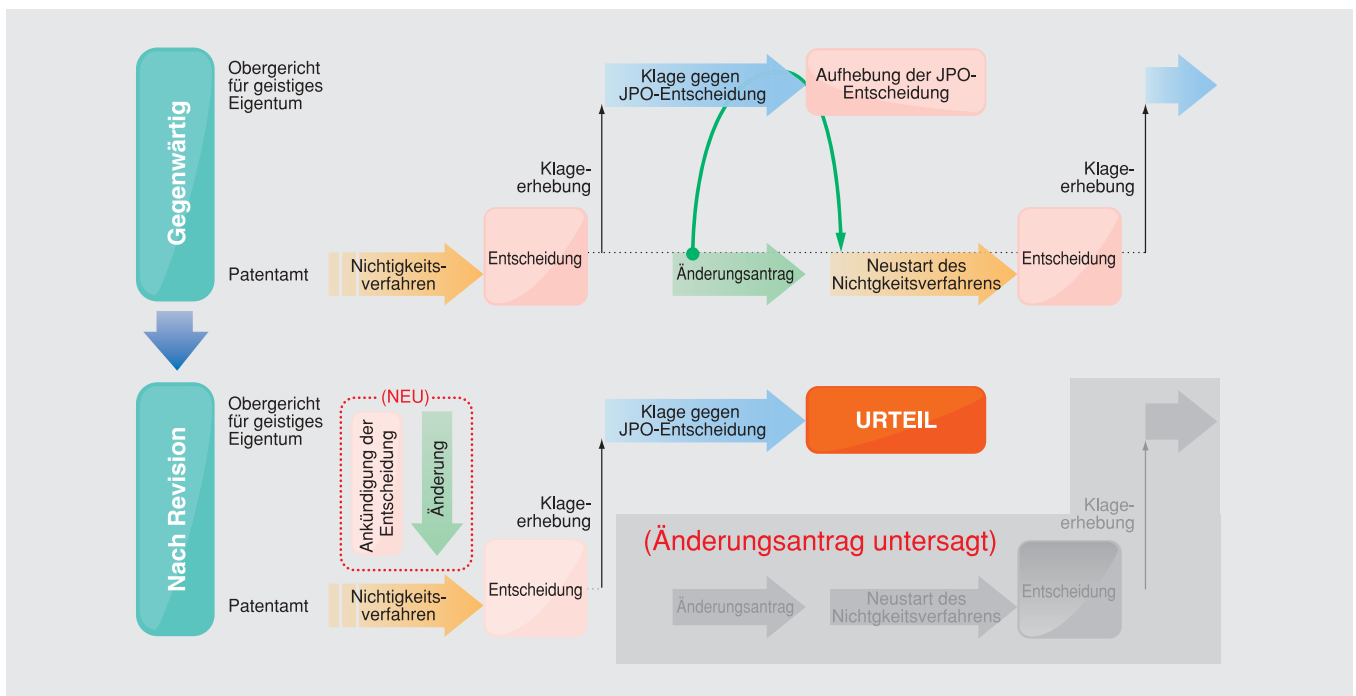 Gegenwärtig
Obergericht
für geistiges
Eigentum
Klage gegen
JPO-Entscheidung
Aufhebung der JPO-
Entscheidung
Klage-
erhebung
Klage-
erhebung
Patentamt
Nichtigkeits-
verfahren
Entscheidung
Änderungsantrag
Neustart des
Nichtgkeitsverfahrens
Entscheidung
Nach Revision
Obergericht
für geistiges
Eigentum
(NEU)
Ankündigung der
Entscheidung
Änderung
Klage gegen
JPO-Entscheidung
URTEIL
Klage-
erhebung
Klage-
erhebung
(Änderungsantrag untersagt)
Patentamt
Nichtigkeits-
verfahren
Entscheidung
Änderungsantrag
Neustart des
Nichtgkeitsverfahrens
Entscheidung